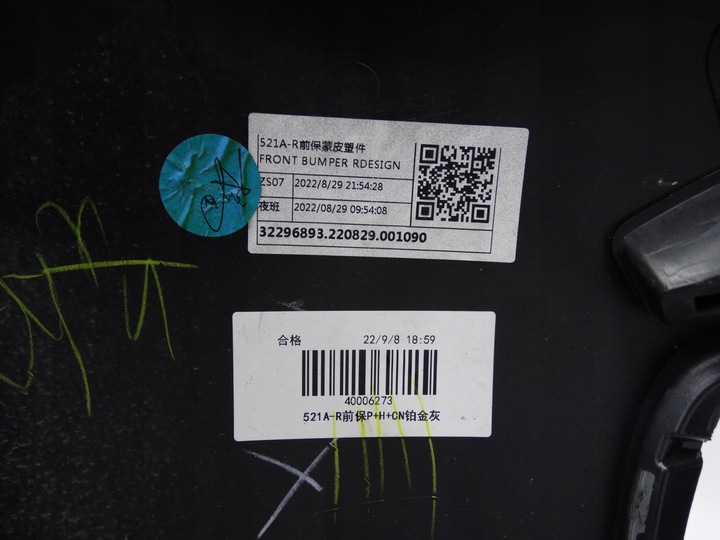 521A-R前保蒙皮塑件
FRONT BUMPER RDESIGN
ZS07 2022/8/29 21:54:28
夜班 2022/08/29 09:54:08
32296893.220829.001090
合格 22/9/8 18:59
40006273
521A-R前保P+H+CN铂金灰